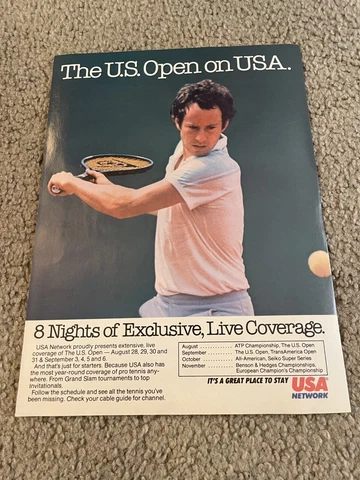 The U.S. Open on USA.
8 Nights of Exclusive, Live Coverage.
USA Network proudly presents extensive, live
coverage of The U.S. Open — August 28, 29, 30 and
31 & September 3, 4, 5 and 6.
And that's just for starters. Because USA also has
the most year-round coverage of pro tennis any-
where. From Grand Slam tournaments to top
invitationals.
Follow the schedule and see all the tennis you've
been missing. Check your cable guide for channel.
August .......... ATP Championship, The U.S. Open
September ....... The U.S. Open, TransAmerica Open
October ......... All-American, Seiko Super Series
November ........ Benson & Hedges Championships,
European Champion's Championship
IT'S A GREAT PLACE TO STAY
USA
NETWORK